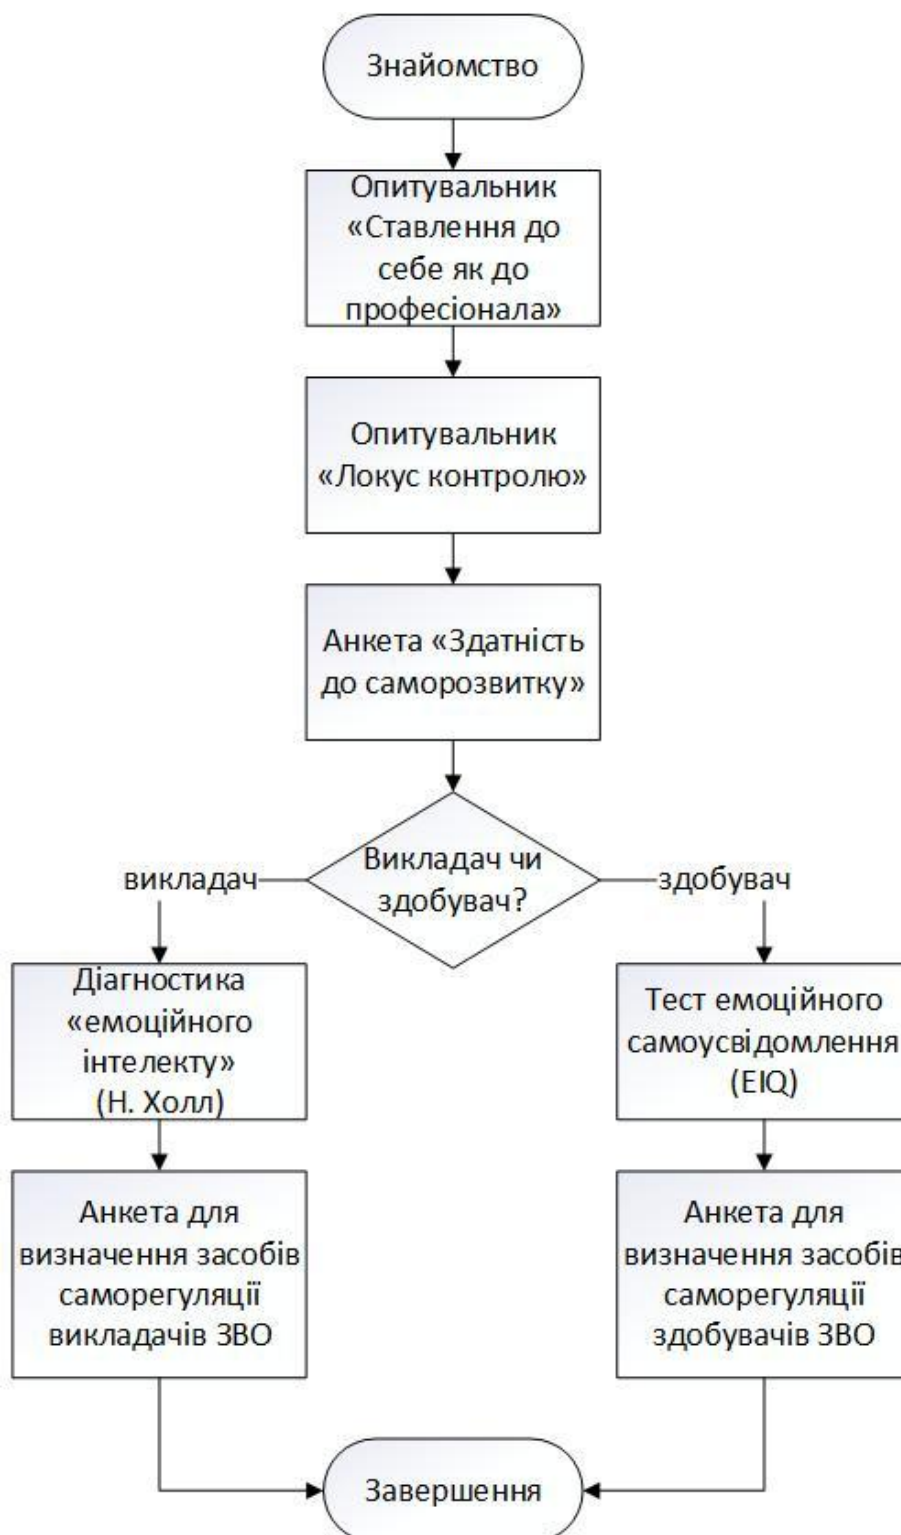 Знайомство
Опитувальник
«Ставлення до
себе як до
професіонала»
Опитувальник
«Локус контролю»
Анкета «Здатність
до саморозвитку»
Викладач чи
здобувач?
викладач
здобувач
Діагностика
«емоційного
інтелекту»
(Н. Холл)
Тест емоційного
самоусвідомлення
(EIQ)
Анкета для
визначення засобів
саморегуляції
викладачів ЗВО
Анкета для
визначення засобів
саморегуляції
здобувачів ЗВО
Завершення